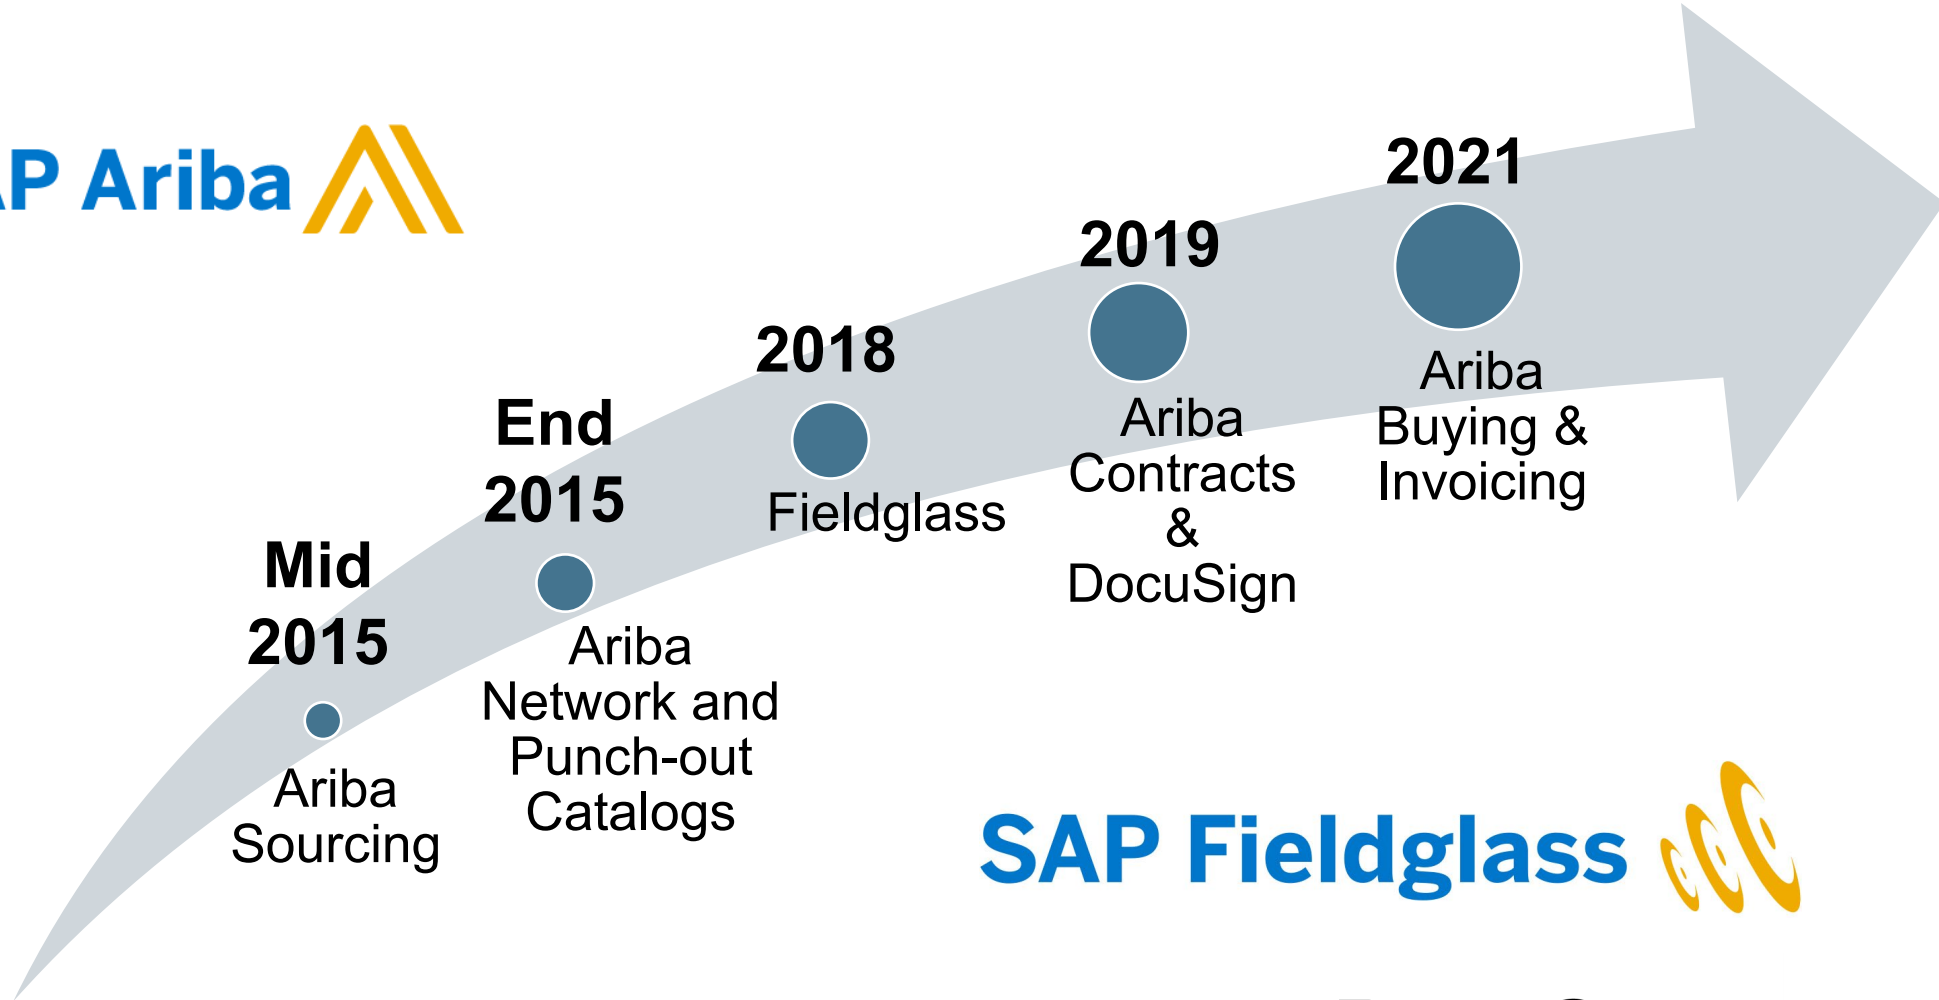 AP Ariba
Mid
2015
Ariba
Sourcing
End
2015
Ariba
Network and
Punch-out
Catalogs
2018
Fieldglass
2019
Ariba
Contracts
&
DocuSign
2021
Ariba
Buying &
Invoicing
SAP Fieldglass